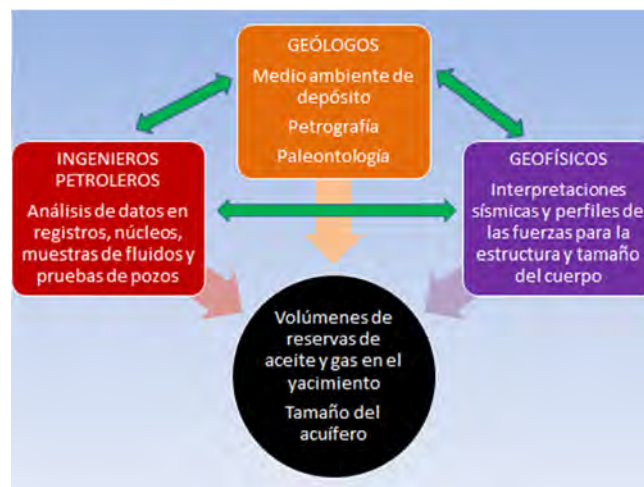 GEÓLOGOS
Medio ambiente de
depósito
Petrografía
Paleontología
INGENIEROS
PETROLEROS
Análisis de datos en
registros, núcleos,
muestras de fluidos y
pruebas de pozos
GEOFÍSICOS
Interpretaciones
sísmicas y perfiles de
las fuerzas para la
estructura y tamaño
del cuerpo
Volúmenes de
reservas de
aceite y gas en el
yacimiento
Tamaño del
acuífero